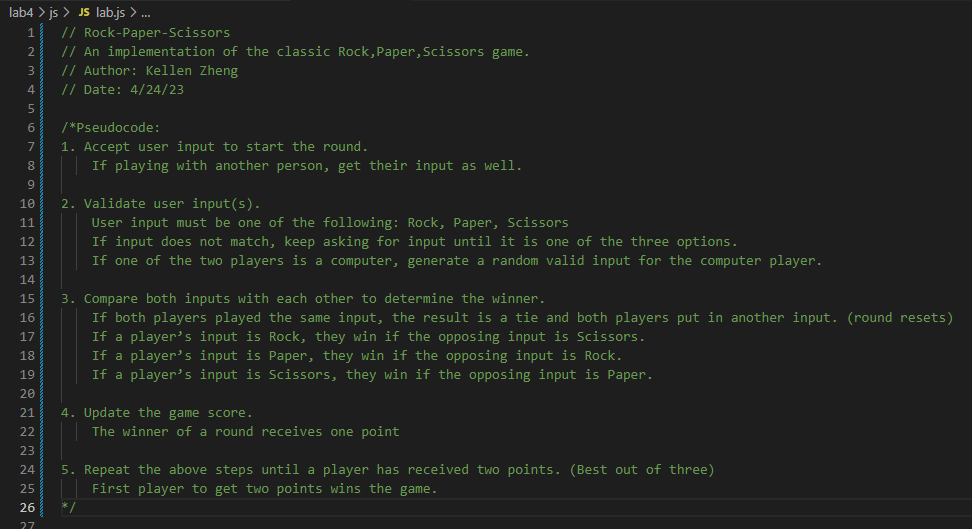 lab4 > js > JS lab.js > ...
1 // Rock-Paper-Scissors
2 // An implementation of the classic Rock,Paper,Scissors game.
3 // Author: Kellen Zheng
4 // Date: 4/24/23
5
6 /*Pseudocode:
7 1. Accept user input to start the round.
8 If playing with another person, get their input as well.
9
10 2. Validate user input(s).
11 User input must be one of the following: Rock, Paper, Scissors
12 If input does not match, keep asking for input until it is one of the three options.
13 If one of the two players is a computer, generate a random valid input for the computer player.
14
15 3. Compare both inputs with each other to determine the winner.
16 If both players played the same input, the result is a tie and both players put in another input. (round resets)
17 If a player’s input is Rock, they win if the opposing input is Scissors.
18 If a player’s input is Paper, they win if the opposing input is Rock.
19 If a player’s input is Scissors, they win if the opposing input is Paper.
20
21 4. Update the game score.
22 The winner of a round receives one point
23
24 5. Repeat the above steps until a player has received two points. (Best out of three)
25 First player to get two points wins the game.
26 */
27